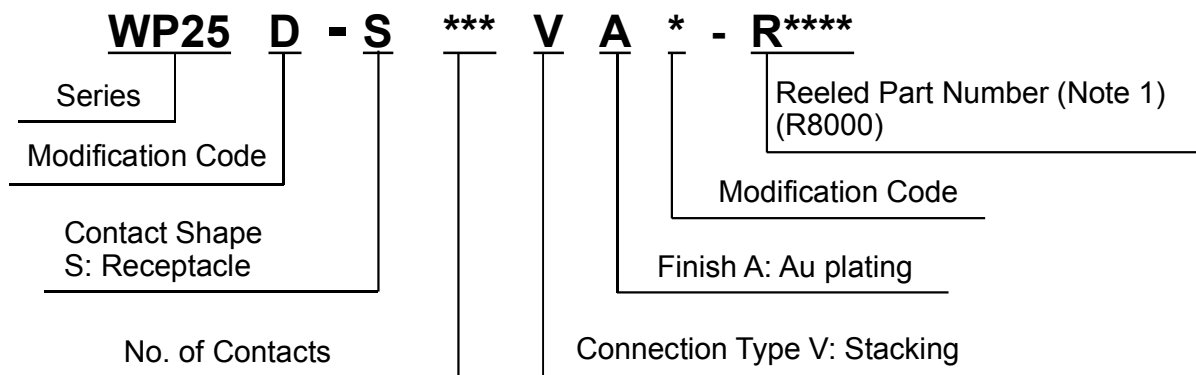 WP25 D - S *** V A * - R****
Series
Reeled Part Number (Note 1)
(R8000)
Modification Code
Modification Code
Contact Shape
S: Receptacle
Finish A: Au plating
No. of Contacts
Connection Type V: Stacking